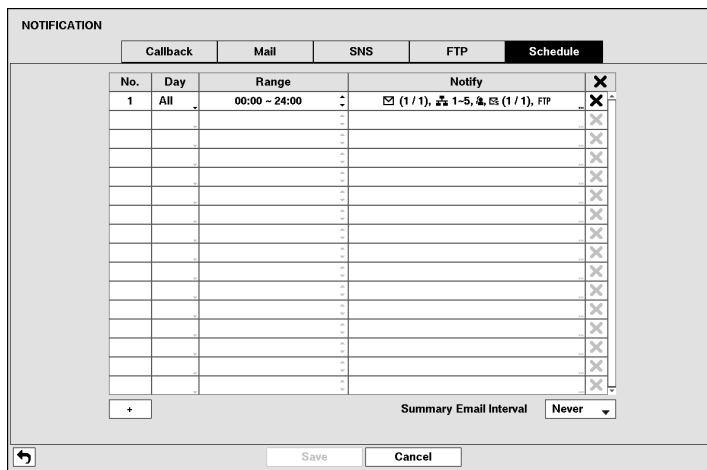 NOTIFICATION
Callback Mail SNS FTP Schedule
No. Day Range Notify
1 All 00:00 ~ 24:00 (1 / 1), 1~5, , (1 / 1), FTP ...
+ Summary Email Interval Never
Save Cancel